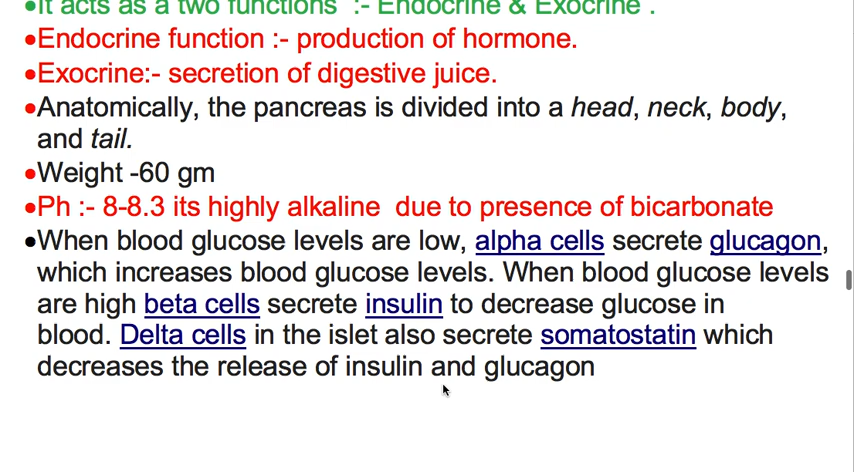 •It acts as a two functions :- Endocrine & Exocrine .
•Endocrine function :- production of hormone.
•Exocrine:- secretion of digestive juice.
•Anatomically, the pancreas is divided into a head, neck, body,
and tail.
•Weight -60 gm
•Ph :- 8-8.3 its highly alkaline  due to presence of bicarbonate
•When blood glucose levels are low, alpha cells secrete glucagon,
which increases blood glucose levels. When blood glucose levels
are high beta cells secrete insulin to decrease glucose in
blood. Delta cells in the islet also secrete somatostatin which
decreases the release of insulin and glucagon